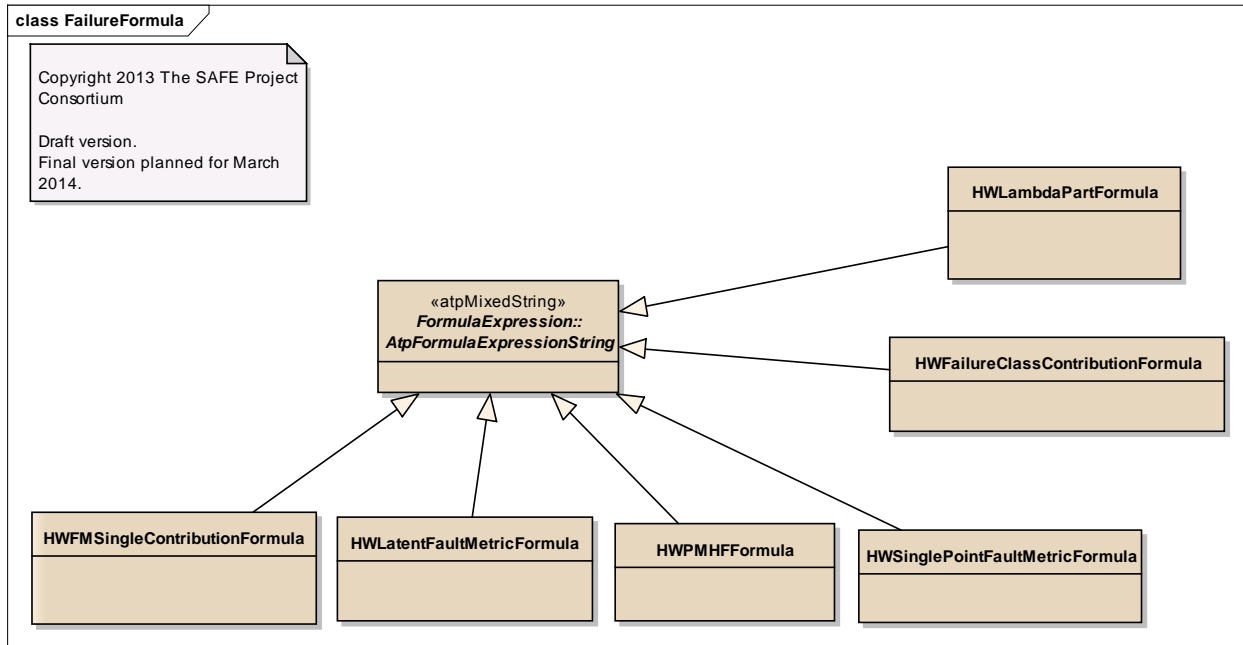 class FailureFormula
Copyright 2013 The SAFE Project
Consortium
Draft version.
Final version planned for March
2014.
HWLambdaPartFormula
«atpMixedString»
FormulaExpression::
AtpFormulaExpressionString
HWFailureClassContributionFormula
HWFMSingleContributionFormula
HWLatentFaultMetricFormula
HWPMHFFormula
HWSinglePointFaultMetricFormula